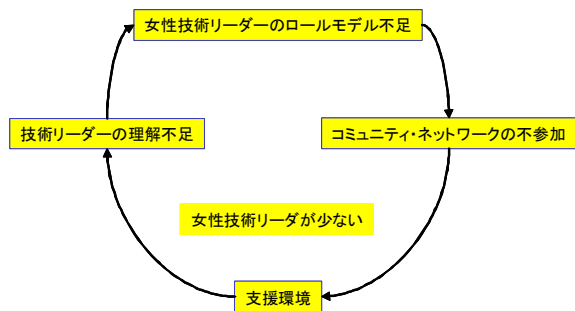 女性技術リーダーのロールモデル不足
技術リーダーの理解不足
コミュニティ・ネットワークの不参加
女性技術リーダが少ない
支援環境